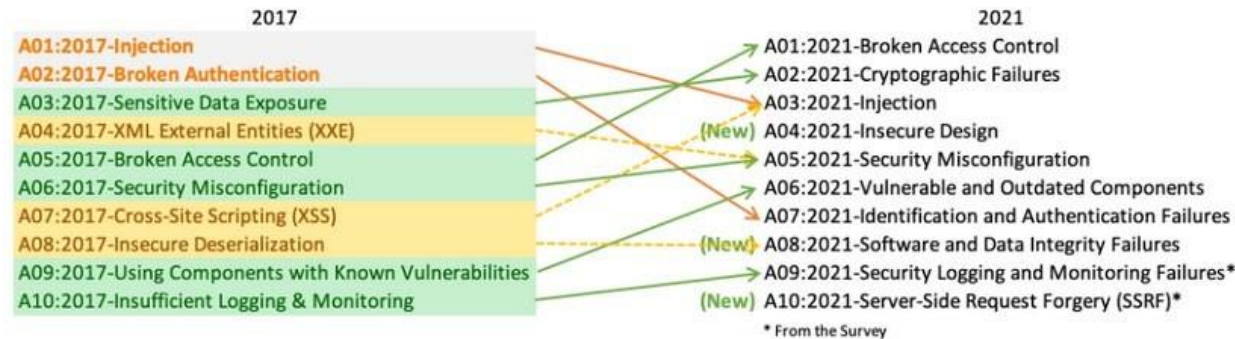 2017
A01:2017-Injection
A02:2017-Broken Authentication
A03:2017-Sensitive Data Exposure
A04:2017-XML External Entities (XXE)
A05:2017-Broken Access Control
A06:2017-Security Misconfiguration
A07:2017-Cross-Site Scripting (XSS)
A08:2017-Insecure Deserialization
A09:2017-Using Components with Known Vulnerabilities
A10:2017-Insufficient Logging & Monitoring
2021
A01:2021-Broken Access Control
A02:2021-Cryptographic Failures
A03:2021-Injection
(New) A04:2021-Insecure Design
A05:2021-Security Misconfiguration
A06:2021-Vulnerable and Outdated Components
A07:2021-Identification and Authentication Failures
(New) A08:2021-Software and Data Integrity Failures
A09:2021-Security Logging and Monitoring Failures*
(New) A10:2021-Server-Side Request Forgery (SSRF)*
* From the Survey